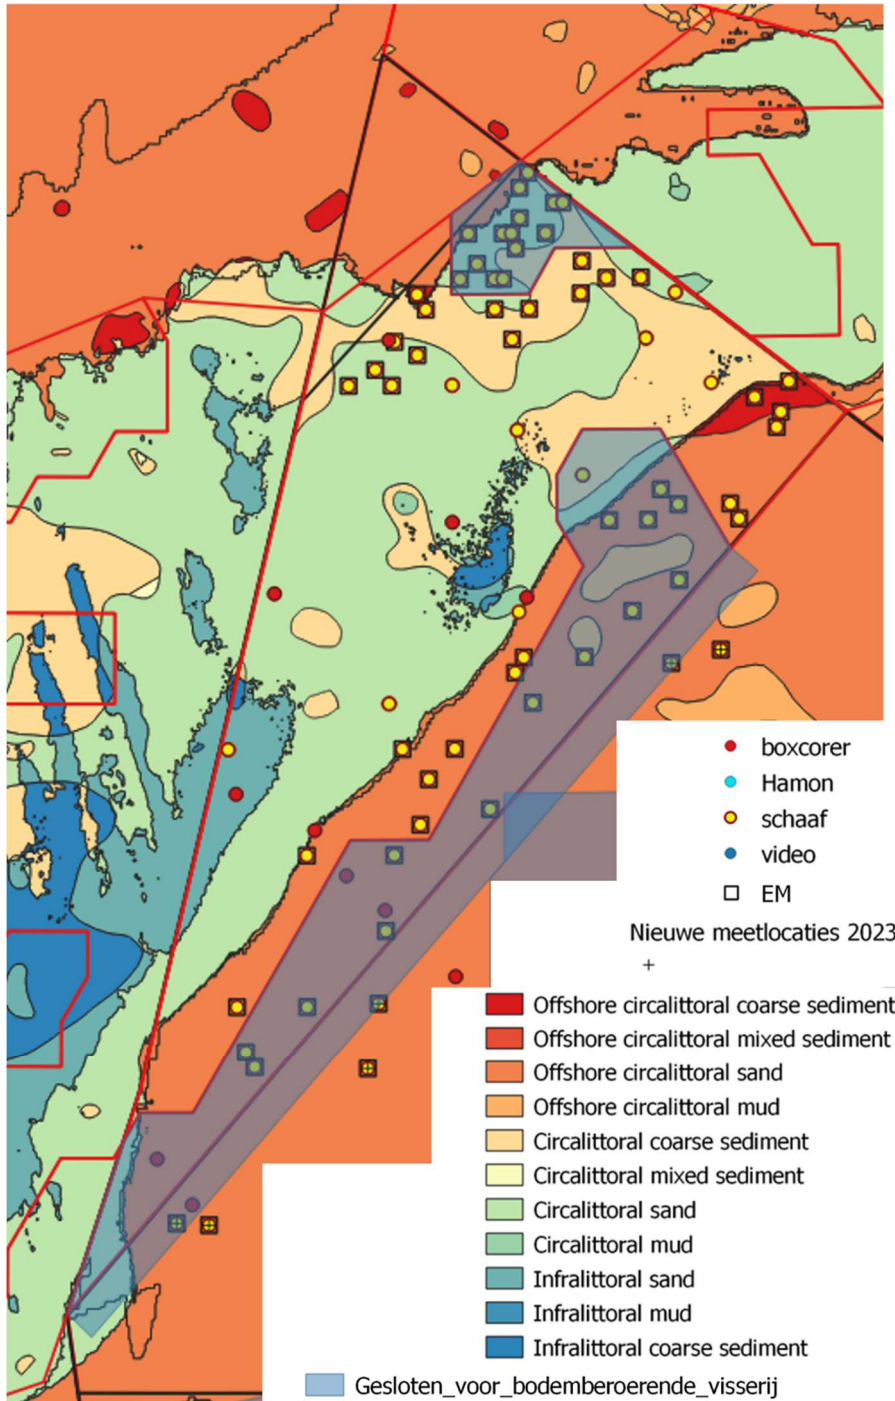 boxcorer
Hamon
schaaf
video
EM
Nieuwe meetlocaties 2023
Offshore circalittoral coarse sediment
Offshore circalittoral mixed sediment
Offshore circalittoral sand
Offshore circalittoral mud
Circalittoral coarse sediment
Circalittoral mixed sediment
Circalittoral sand
Circalittoral mud
Infralittoral sand
Infralittoral mud
Infralittoral coarse sediment
Gesloten_voor_bodemberoerende_visserij